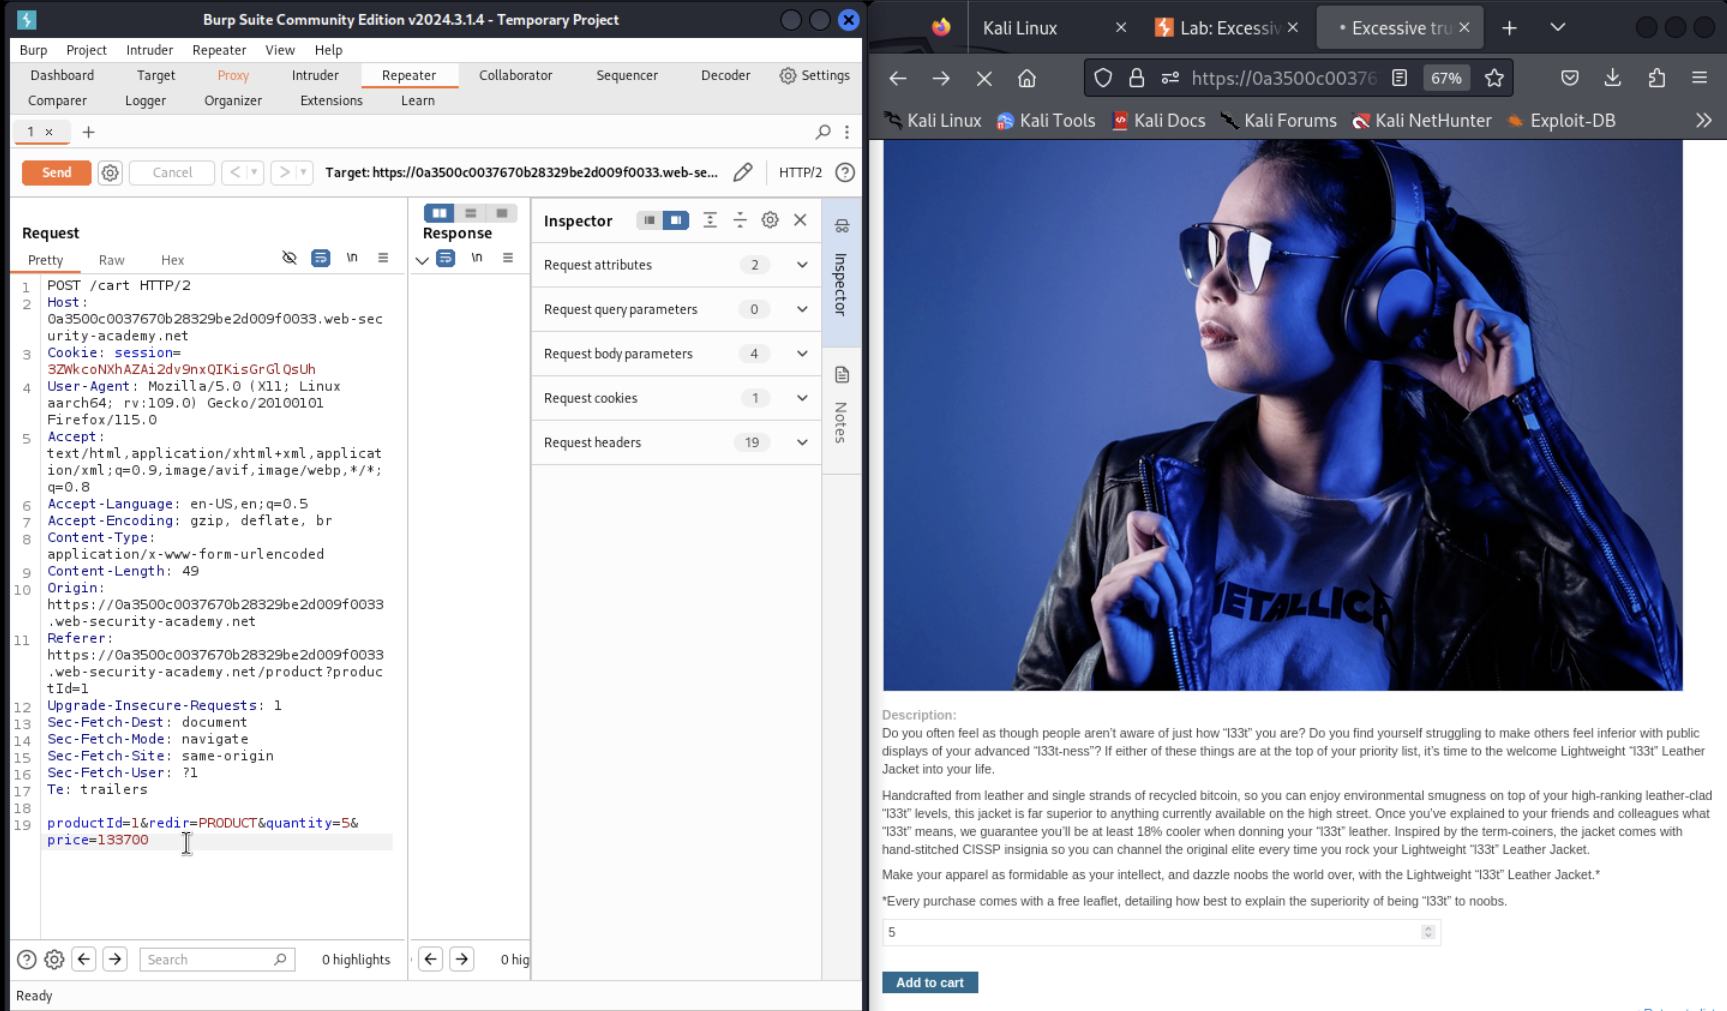 Burp Suite Community Edition v2024.3.1.4 - Temporary Project
Burp Project Intruder Repeater View Help
Dashboard Target Proxy Intruder Repeater Collaborator Sequencer Decoder Settings
Comparer Logger Organizer Extensions Learn
1 × +
Send Cancel < > Target: https://0a3500c0037670b28329be2d009f0033.web-se... HTTP/2 ?
Request
Pretty Raw Hex \n
1 POST /cart HTTP/2
2 Host:
0a3500c0037670b28329be2d009f0033.web-sec
urity-academy.net
3 Cookie: session=
3ZWkcoNXhAZAi2dv9nxQIKisGrGlQsUh
4 User-Agent: Mozilla/5.0 (X11; Linux
aarch64; rv:109.0) Gecko/20100101
Firefox/115.0
5 Accept:
text/html,application/xhtml+xml,applicat
ion/xml;q=0.9,image/avif,image/webp,*/*;
q=0.8
6 Accept-Language: en-US,en;q=0.5
7 Accept-Encoding: gzip, deflate, br
8 Content-Type:
application/x-www-form-urlencoded
9 Content-Length: 49
10 Origin:
https://0a3500c0037670b28329be2d009f0033
.web-security-academy.net
11 Referer:
https://0a3500c0037670b28329be2d009f0033
.web-security-academy.net/product?produc
tId=1
12 Upgrade-Insecure-Requests: 1
13 Sec-Fetch-Dest: document
14 Sec-Fetch-Mode: navigate
15 Sec-Fetch-Site: same-origin
16 Sec-Fetch-User: ?1
17 Te: trailers
18
19 productId=1&redir=PRODUCT&quantity=5&
price=133700
Search 0 highlights
Ready
Response
\n
0 hig
Inspector
Request attributes 2
Request query parameters 0
Request body parameters 4
Request cookies 1
Request headers 19
Inspector
Notes
Kali Linux × Lab: Excessiv × Excessive tru ×
https://0a3500c00376 67%
Kali Linux Kali Tools Kali Docs Kali Forums Kali NetHunter Exploit-DB
METALLICA
Description:
Do you often feel as though people aren't aware of just how “l33t” you are? Do you find yourself struggling to make others feel inferior with public
displays of your advanced “l33t-ness”? If either of these things are at the top of your priority list, it's time to the welcome Lightweight “l33t” Leather
Jacket into your life.
Handcrafted from leather and single strands of recycled bitcoin, so you can enjoy environmental smugness on top of your high-ranking leather-clad
“l33t” levels, this jacket is far superior to anything currently available on the high street. Once you've explained to your friends and colleagues what
“l33t” means, we guarantee you'll be at least 18% cooler when donning your “l33t” leather. Inspired by the term-coiners, the jacket comes with
hand-stitched CISSP insignia so you can channel the original elite every time you rock your Lightweight “l33t” Leather Jacket.
Make your apparel as formidable as your intellect, and dazzle noobs the world over, with the Lightweight “l33t” Leather Jacket.*
*Every purchase comes with a free leaflet, detailing how best to explain the superiority of being “l33t” to noobs.
5
Add to cart